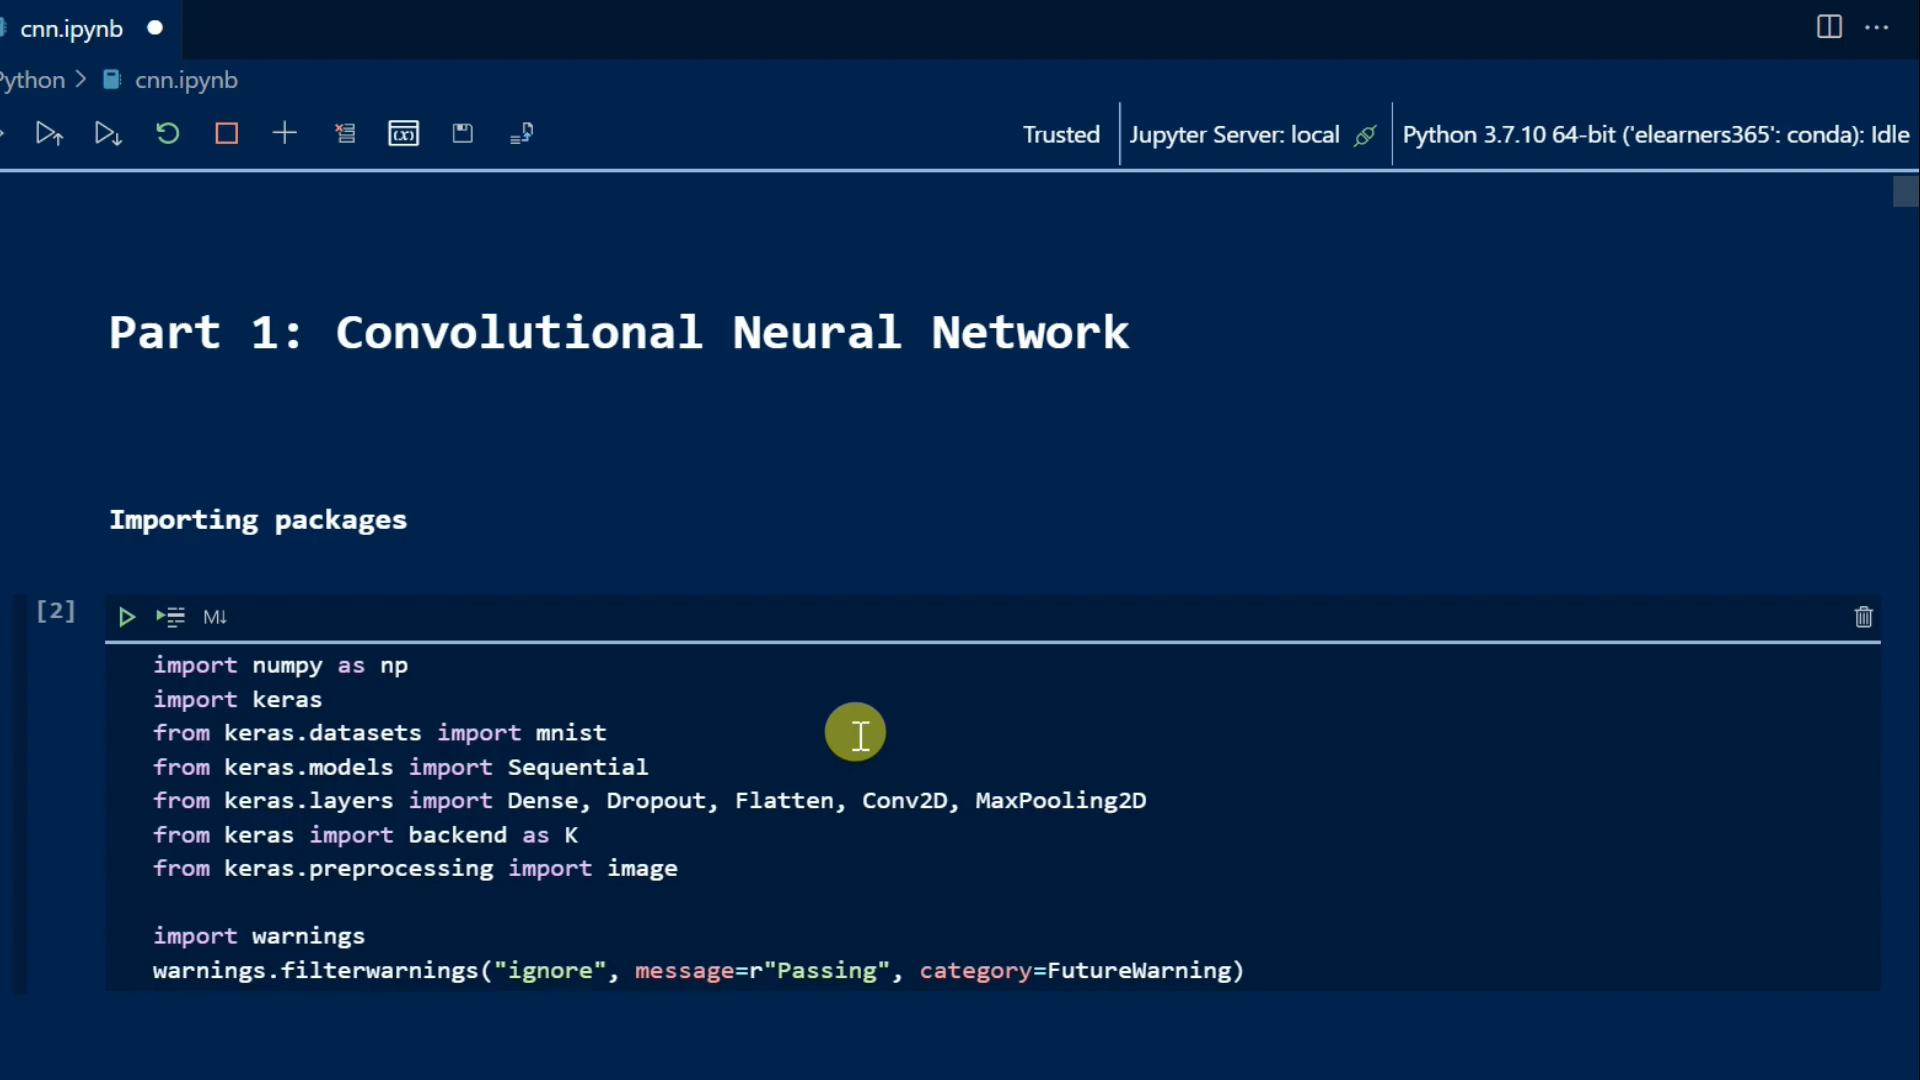 cnn.ipynb
Python > cnn.ipynb
Trusted
Jupyter Server: local
Python 3.7.10 64-bit ('elearners365': conda): Idle
Part 1: Convolutional Neural Network
Importing packages
[2]
M↓
import numpy as np
import keras
from keras.datasets import mnist
from keras.models import Sequential
from keras.layers import Dense, Dropout, Flatten, Conv2D, MaxPooling2D
from keras import backend as K
from keras.preprocessing import image
import warnings
warnings.filterwarnings("ignore", message=r"Passing", category=FutureWarning)